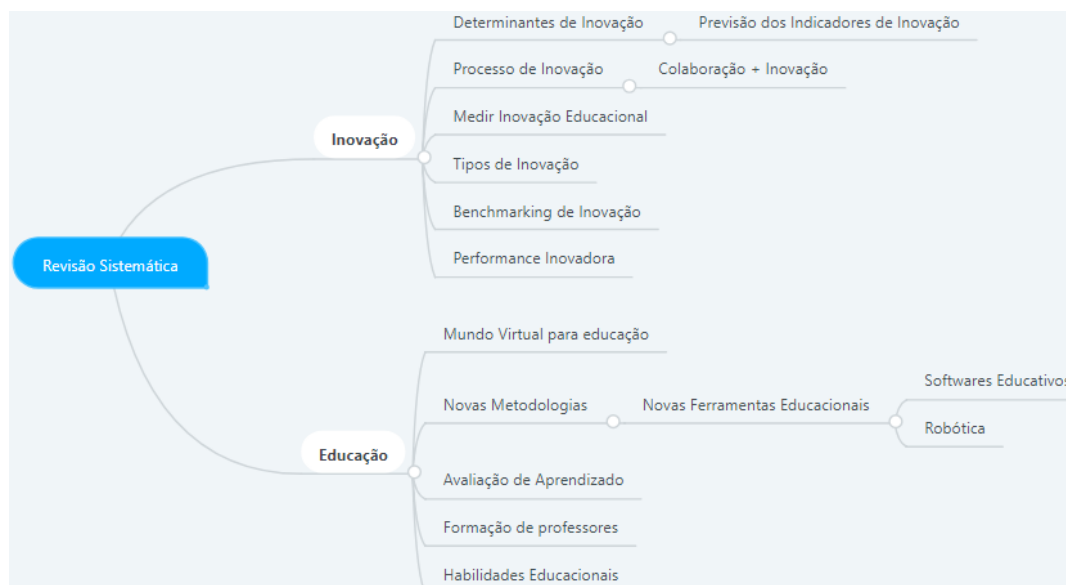 Determinantes de Inovação
Previsão dos Indicadores de Inovação
Processo de Inovação
Colaboração + Inovação
Medir Inovação Educacional
Inovação
Tipos de Inovação
Benchmarking de Inovação
Performance Inovadora
Revisão Sistemática
Mundo Virtual para educação
Softwares Educativos
Novas Metodologias
Novas Ferramentas Educacionais
Robótica
Educação
Avaliação de Aprendizado
Formação de professores
Habilidades Educacionais